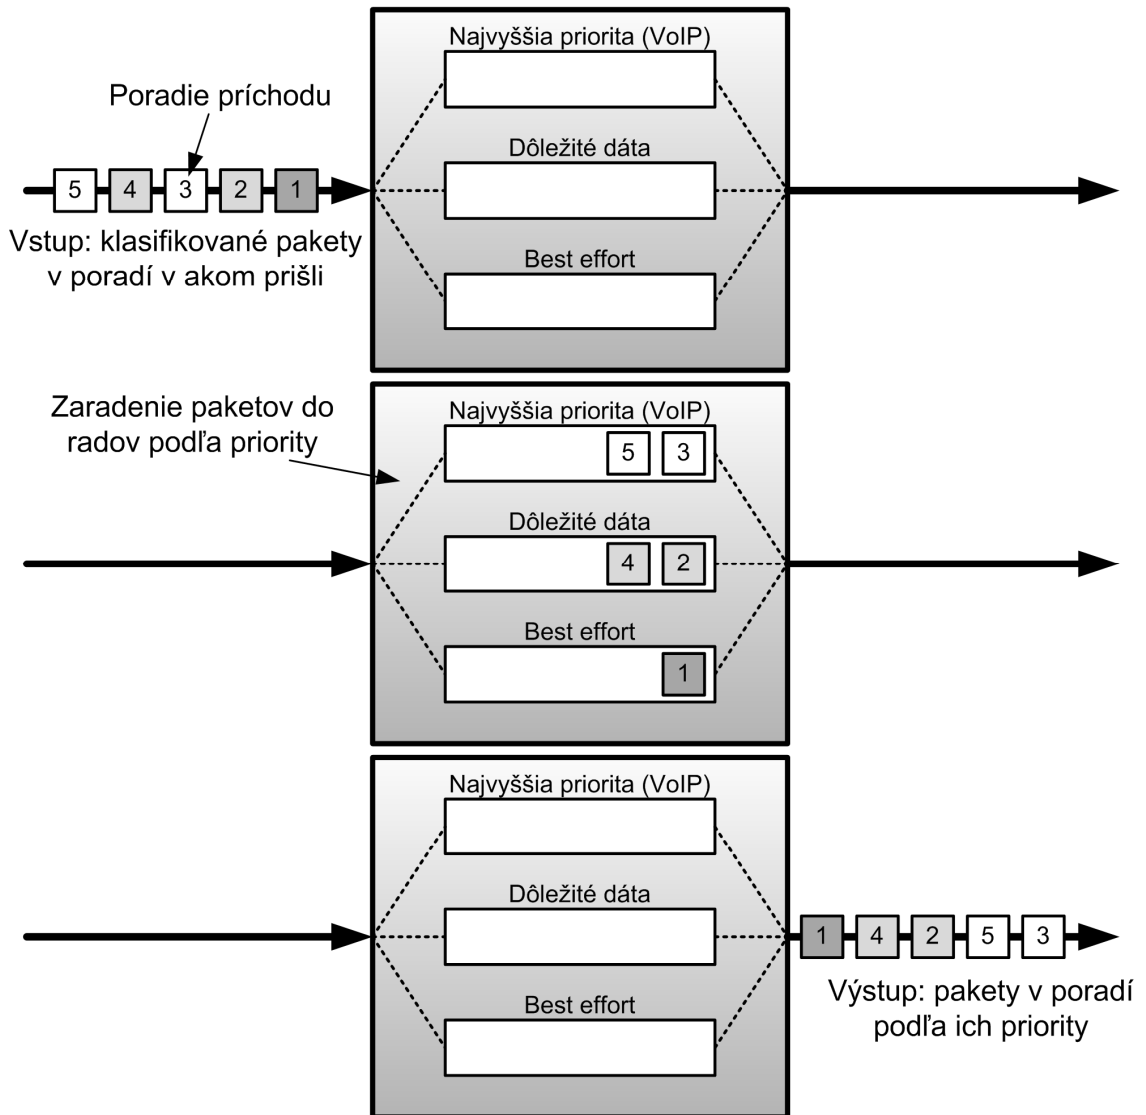 Najvyššia priorita (VoIP)
Poradie príchodu
Dôležité dáta
5 4 3 2 1
Vstup: klasifikované pakety
v poradí v akom prišli
Best effort
Zaradenie paketov do
radov podľa priority
Najvyššia priorita (VoIP)
5 3
Dôležité dáta
4 2
Best effort
1
Najvyššia priorita (VoIP)
Dôležité dáta
1 4 2 5 3
Výstup: pakety v poradí
podľa ich priority
Best effort